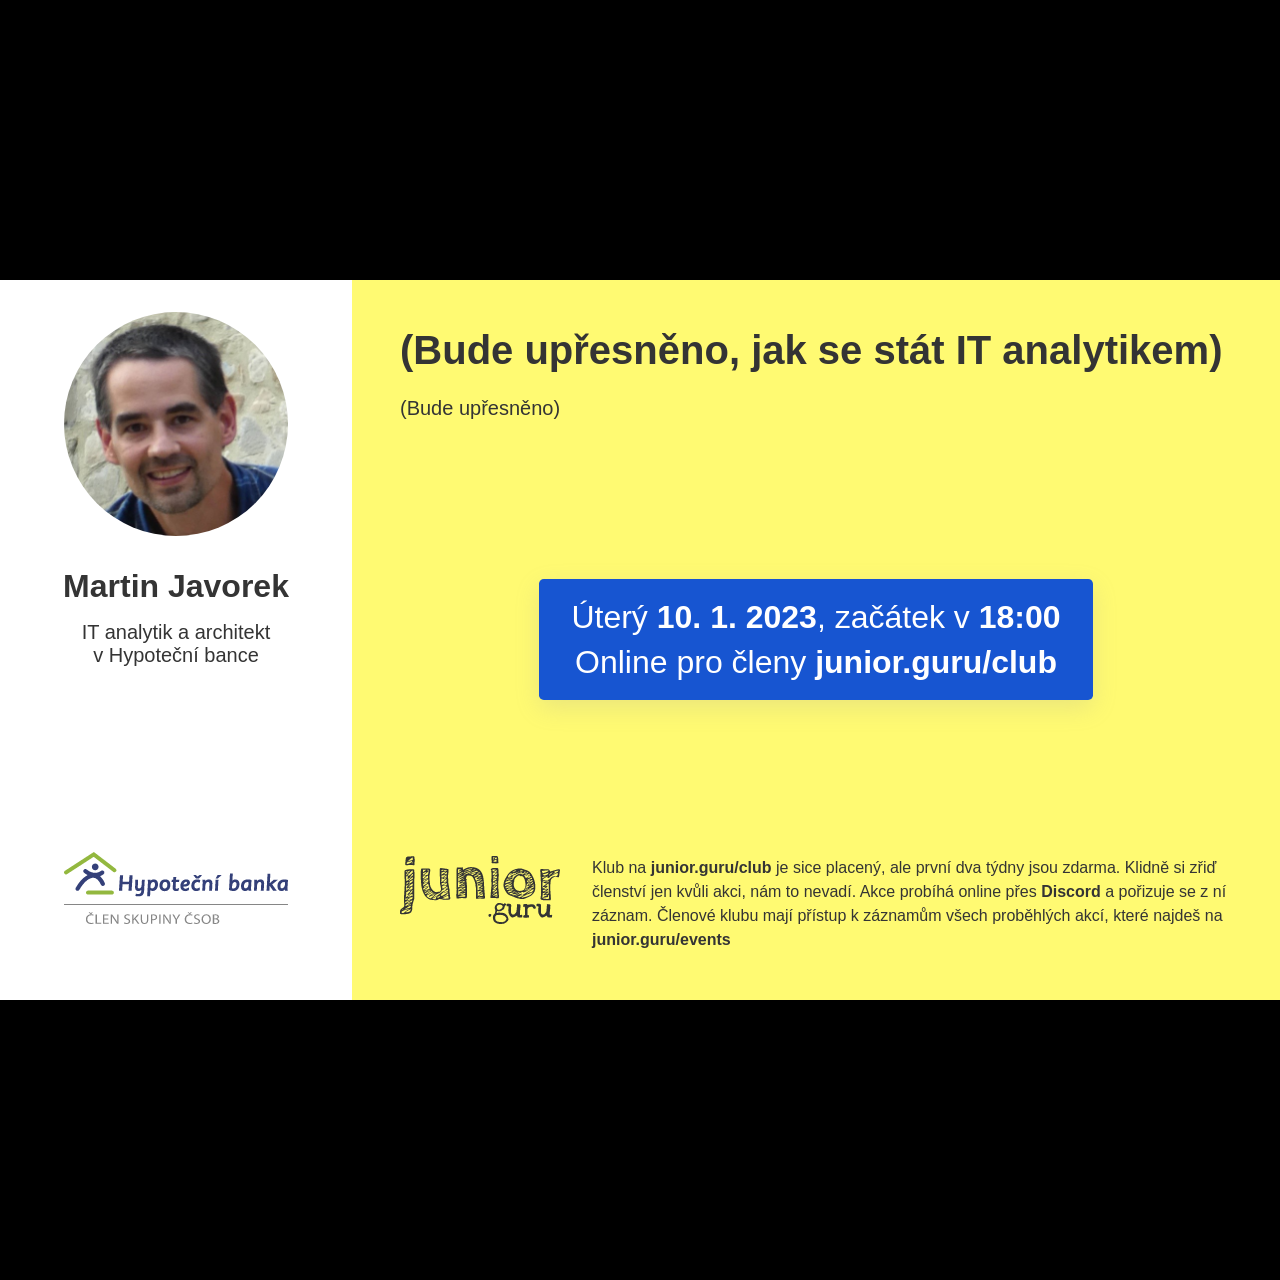 Martin Javorek
IT analytik a architekt
v Hypoteční bance
Hypoteční banka
ČLEN SKUPINY ČSOB
(Bude upřesněno, jak se stát IT analytikem)
(Bude upřesněno)
Úterý 10. 1. 2023, začátek v 18:00
Online pro členy junior.guru/club
junior
.guru
Klub na junior.guru/club je sice placený, ale první dva týdny jsou zdarma. Klidně si zřiď
členství jen kvůli akci, nám to nevadí. Akce probíhá online přes Discord a pořizuje se z ní
záznam. Členové klubu mají přístup k záznamům všech proběhlých akcí, které najdeš na
junior.guru/events